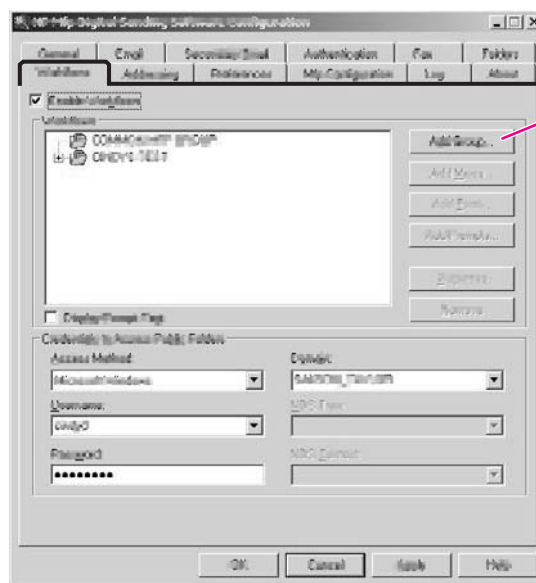 HP Mfp Digital Sending Software Configuration
General Email Secondary Email Authentication Fax Folders
Workflows Addressing Preferences Mfp Configuration Log About
Enable Workflows
Workflows
COMMON HTTP GROUP
CINDY'S TEST
Add Group...
Add Menu...
Add Form...
Add Prompts...
Properties
Remove
Display Prompt Tags
Credentials to Access Public Folders
Access Method:
Domain:
Microsoft Windows
Username:
NDS Tree:
Password:
NDS Context:
••••••••
OK Cancel Apply Help